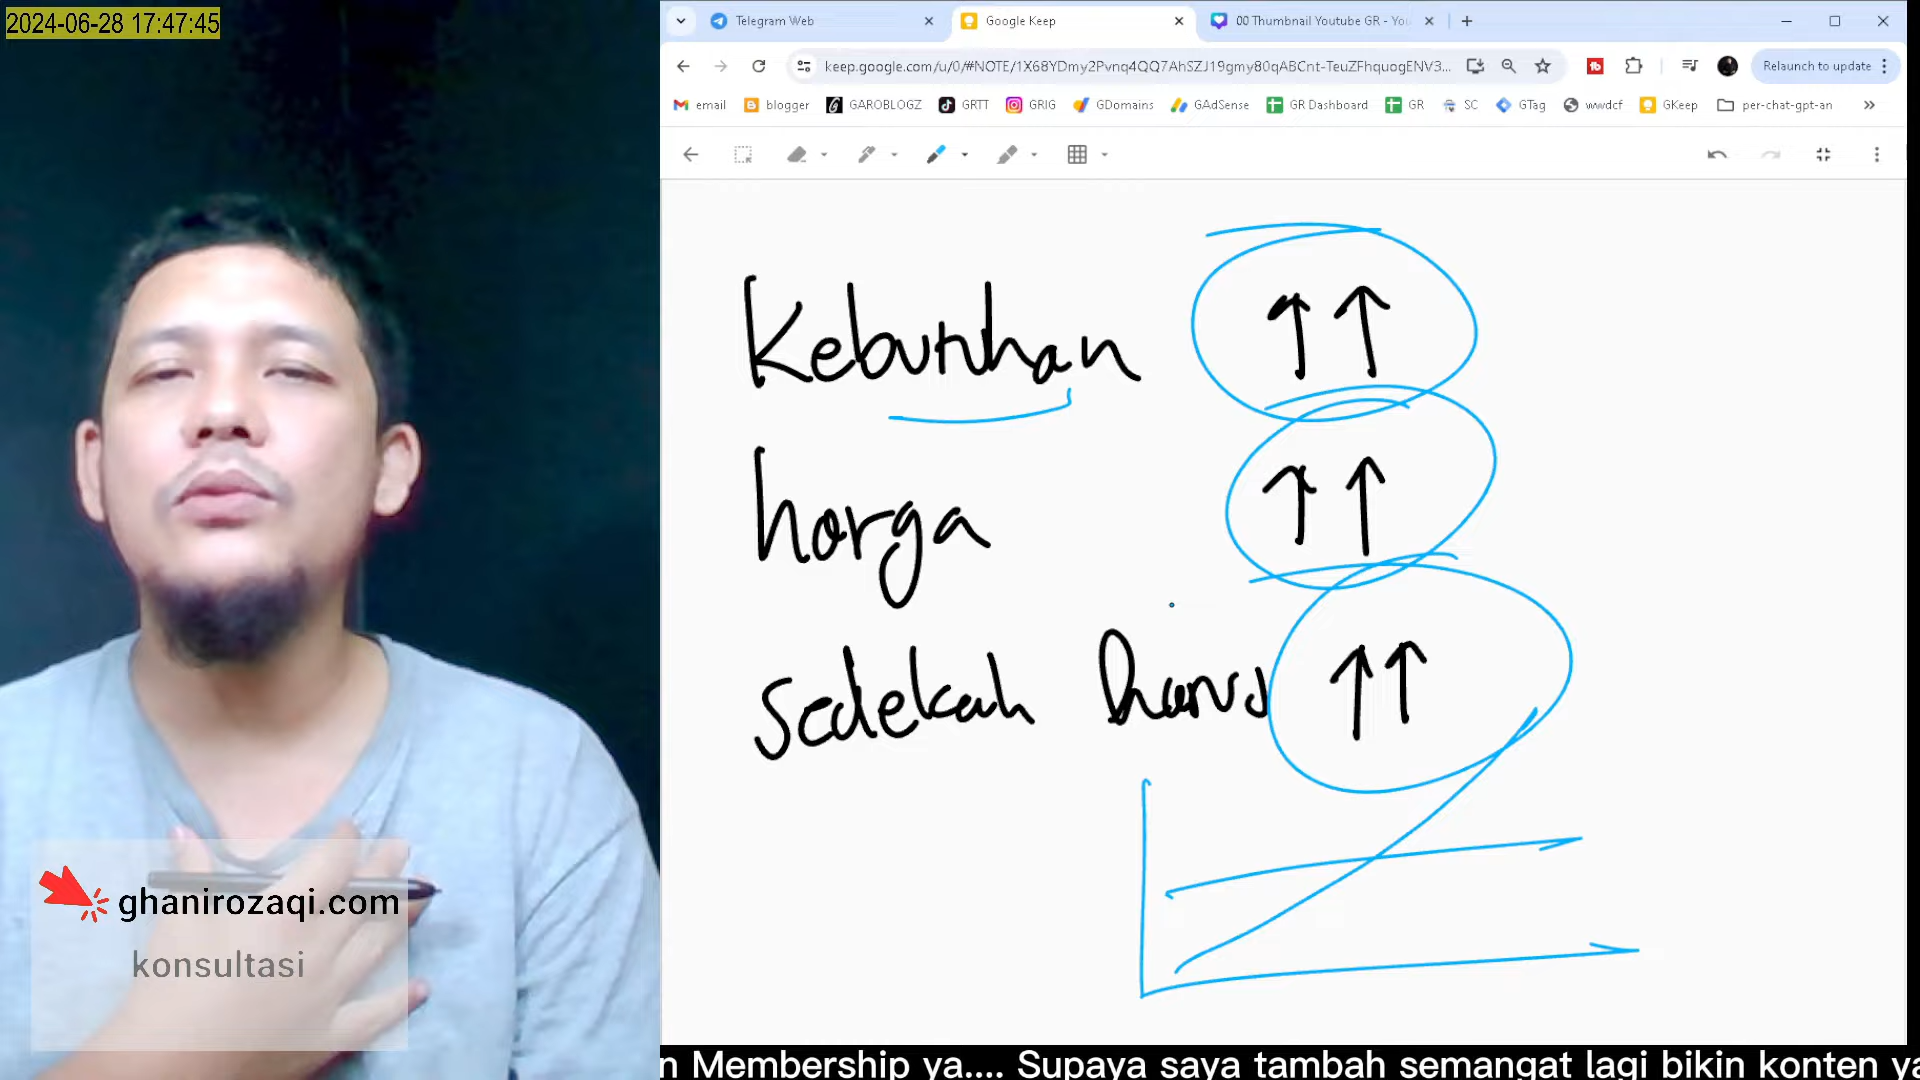 2024-06-28 17:47:45
Telegram Web
Google Keep
00 Thumbnail Youtube GR - You
keep.google.com/u/0/#NOTE/1X68YDmy2Pvnq4QQ7AhSZJ19gmy80qABCnt-TeuZFhquogENV3...
Relaunch to update
email
blogger
GAROBLOGZ
GRTT
GRIG
GDomains
GAdSense
GR Dashboard
GR
SC
GTag
wwdcf
GKeep
per-chat-gpt-an
Kebutuhan ↑↑
harga ↑↑
sedekah harus ↑↑
ghanirozaqi.com
konsultasi
n Membership ya.... Supaya saya tambah semangat lagi bikin konten ya